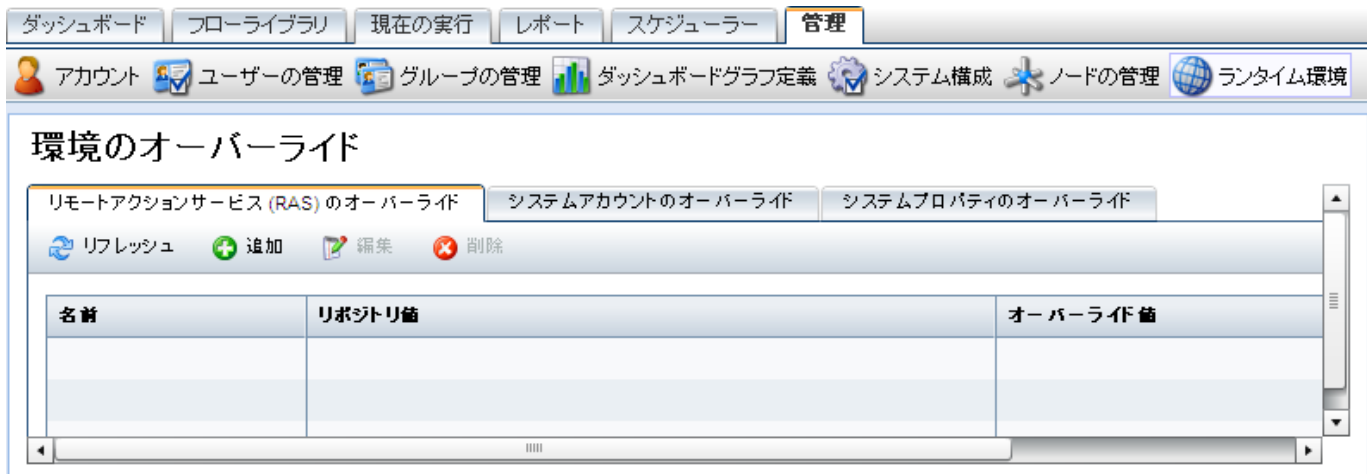 ダッシュボード フローライブラリ 現在の実行 レポート スケジューラー 管理
アカウント ユーザーの管理 グループの管理 ダッシュボードグラフ定義 システム構成 ノードの管理 ランタイム環境
環境のオーバーライド
リモートアクションサービス (RAS) のオーバーライド システムアカウントのオーバーライド システムプロパティのオーバーライド
リフレッシュ 追加 編集 削除
名前 リポジトリ値 オーバーライド値